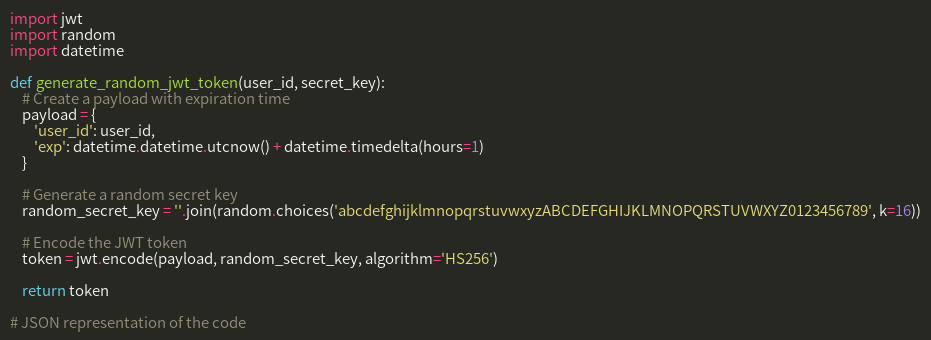 import jwt
import random
import datetime
def generate_random_jwt_token(user_id, secret_key):
# Create a payload with expiration time
payload = {
'user_id': user_id,
'exp': datetime.datetime.utcnow() + datetime.timedelta(hours=1)
}
# Generate a random secret key
random_secret_key = ''.join(random.choices('abcdefghijklmnopqrstuvwxyzABCDEFGHIJKLMNOPQRSTUVWXYZ0123456789', k=16))
# Encode the JWT token
token = jwt.encode(payload, random_secret_key, algorithm='HS256')
return token
# JSON representation of the code